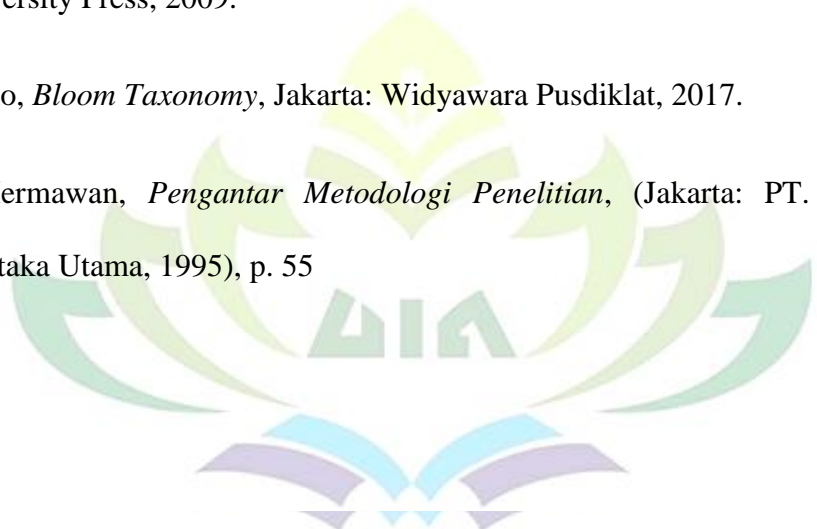 ersity Press, 2009.
o, Bloom Taxonomy, Jakarta: Widyawara Pusdiklat, 2017.
ermawan, Pengantar Metodologi Penelitian, (Jakarta: PT.
taka Utama, 1995), p. 55
UIN